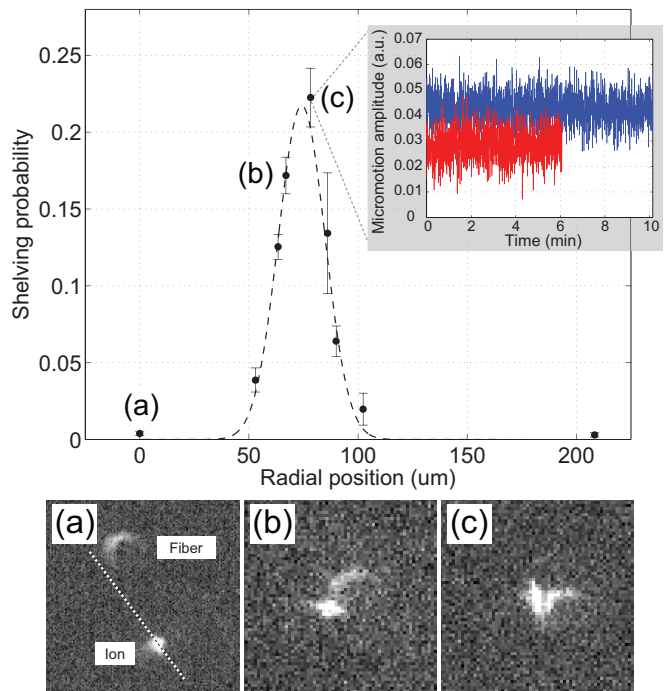 0.25
0.2
0.15
0.1
0.05
0
Shelving probability
0
50
100
150
200
Radial position (um)
(a)
(b)
(c)
0.07
0.06
0.05
0.04
0.03
0.02
0.01
0
Micromotion amplitude (a.u.)
0
2
4
6
8
10
Time (min)
(a)
Fiber
Ion
(b)
(c)